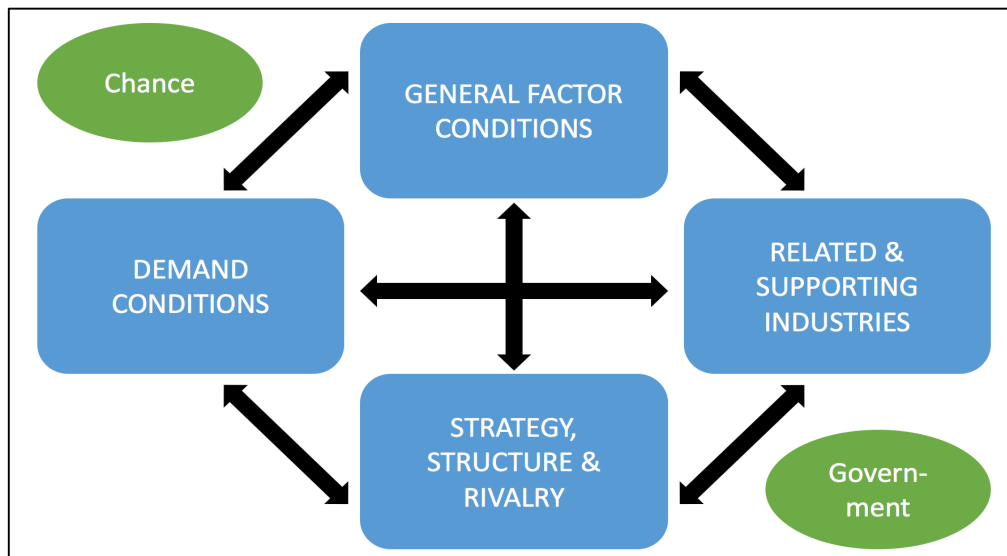 Chance
GENERAL FACTOR
CONDITIONS
DEMAND
CONDITIONS
RELATED &
SUPPORTING
INDUSTRIES
STRATEGY,
STRUCTURE &
RIVALRY
Govern-
ment